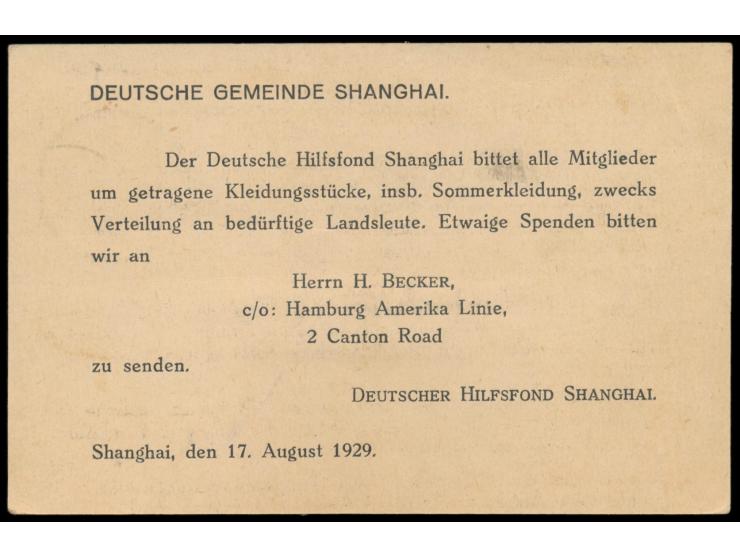 DEUTSCHE GEMEINDE SHANGHAI.
Der Deutsche Hilfsfond Shanghai bittet alle Mitglieder
um getragene Kleidungsstücke, insb. Sommerkleidung, zwecks
Verteilung an bedürftige Landsleute. Etwaige Spenden bitten
wir an
Herrn H. BECKER,
c/o: Hamburg Amerika Linie,
2 Canton Road
zu senden.
DEUTSCHER HILFSFOND SHANGHAI.
Shanghai, den 17. August 1929.